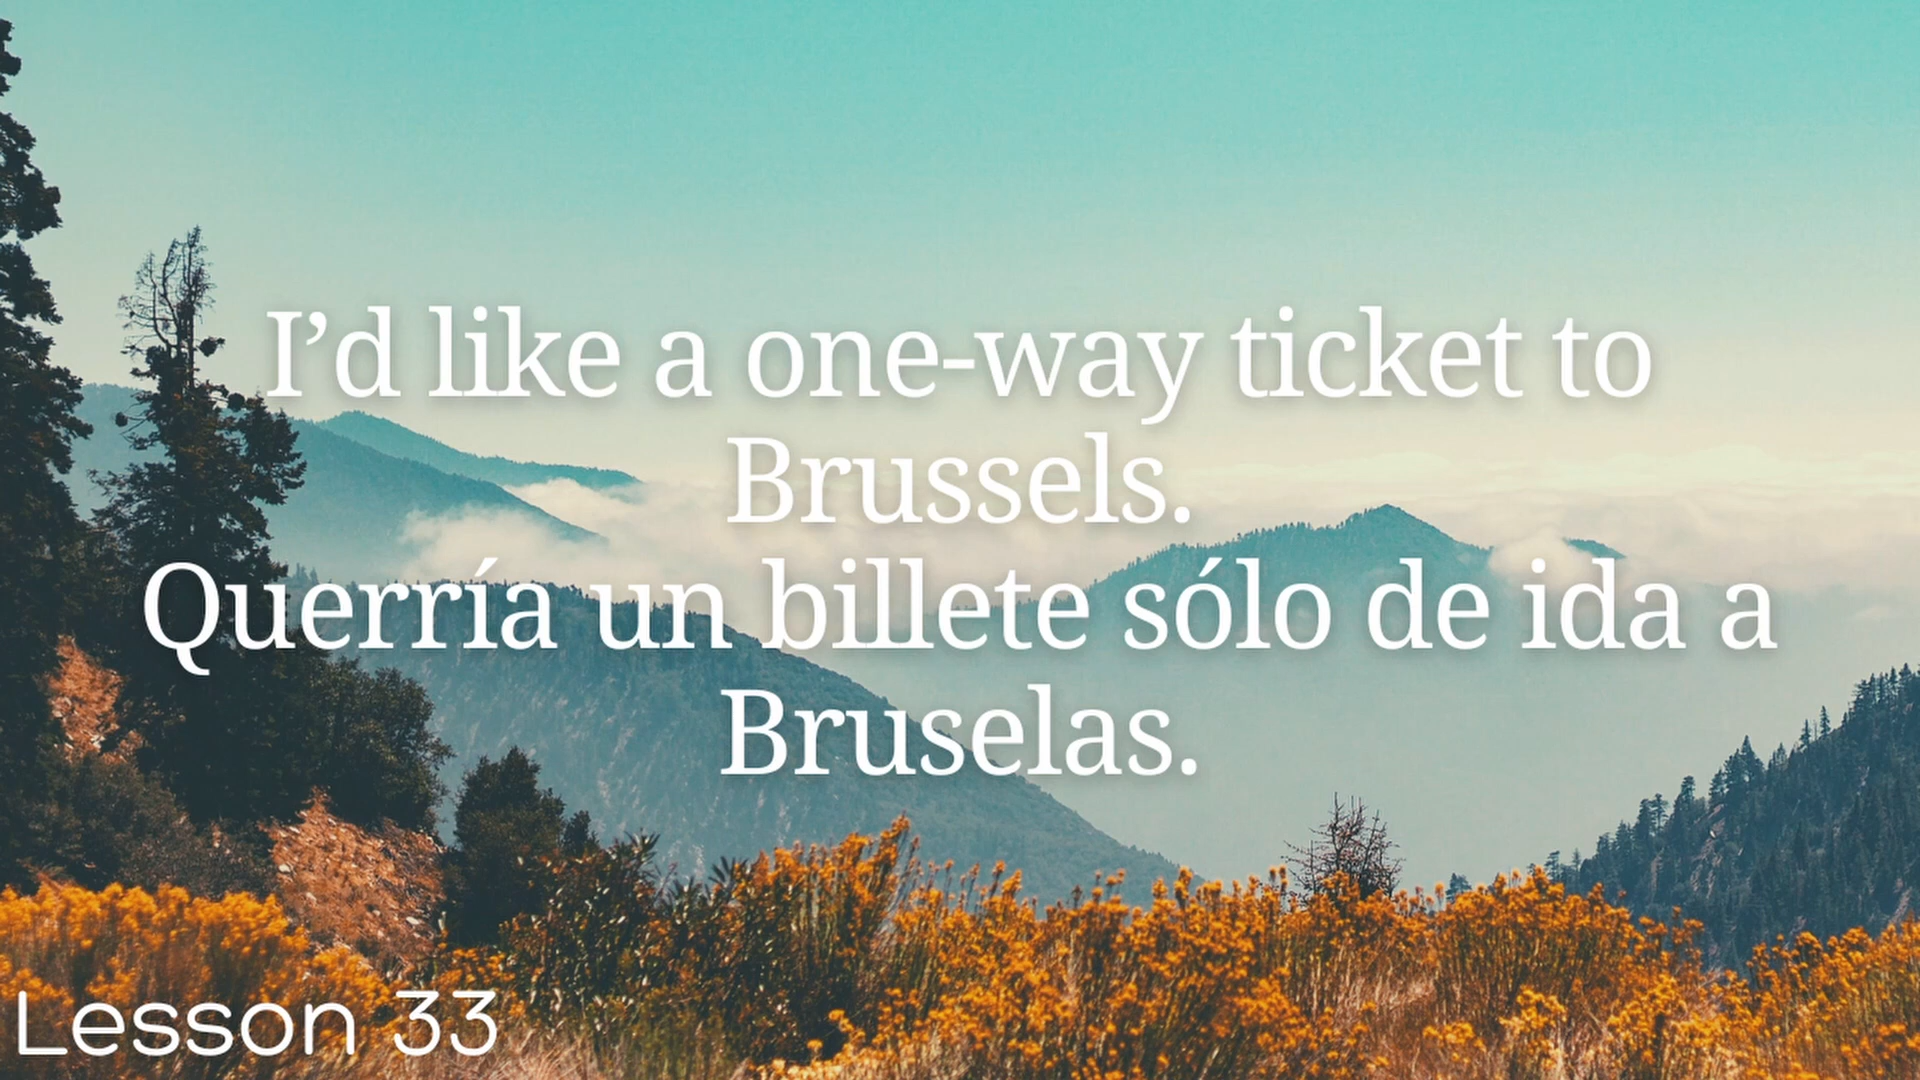 I’d like a one-way ticket to
Brussels.
Querría un billete sólo de ida a
Bruselas.
Lesson 33